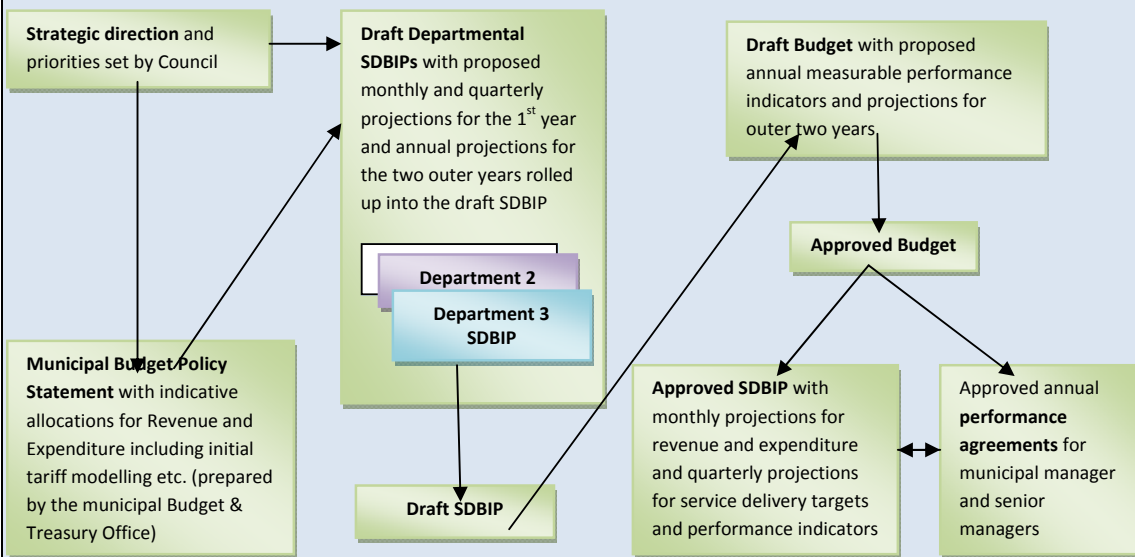 Strategic direction and
priorities set by Council
Municipal Budget Policy
Statement with indicative
allocations for Revenue and
Expenditure including initial
tariff modelling etc. (prepared
by the municipal Budget &
Treasury Office)
Draft Departmental
SDBIPs with proposed
monthly and quarterly
projections for the 1st year
and annual projections for
the two outer years rolled
up into the draft SDBIP
Department 2
Department 3
SDBIP
Draft SDBIP
Draft Budget with proposed
annual measurable performance
indicators and projections for
outer two years
Approved Budget
Approved SDBIP with
monthly projections for
revenue and expenditure
and quarterly projections
for service delivery targets
and performance indicators
Approved annual
performance
agreements for
municipal manager
and senior
managers